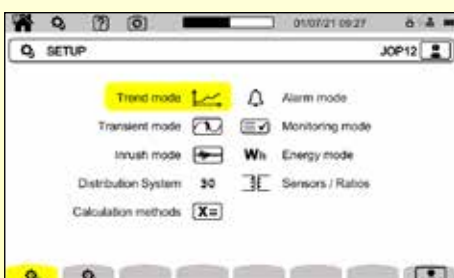 01/07/21 09:27
SETUP JOP12
Trend mode Alarm mode
Transient mode Monitoring mode
Inrush mode Wh Energy mode
Distribution System 30 Sensors / Ratios
Calculation methods X=